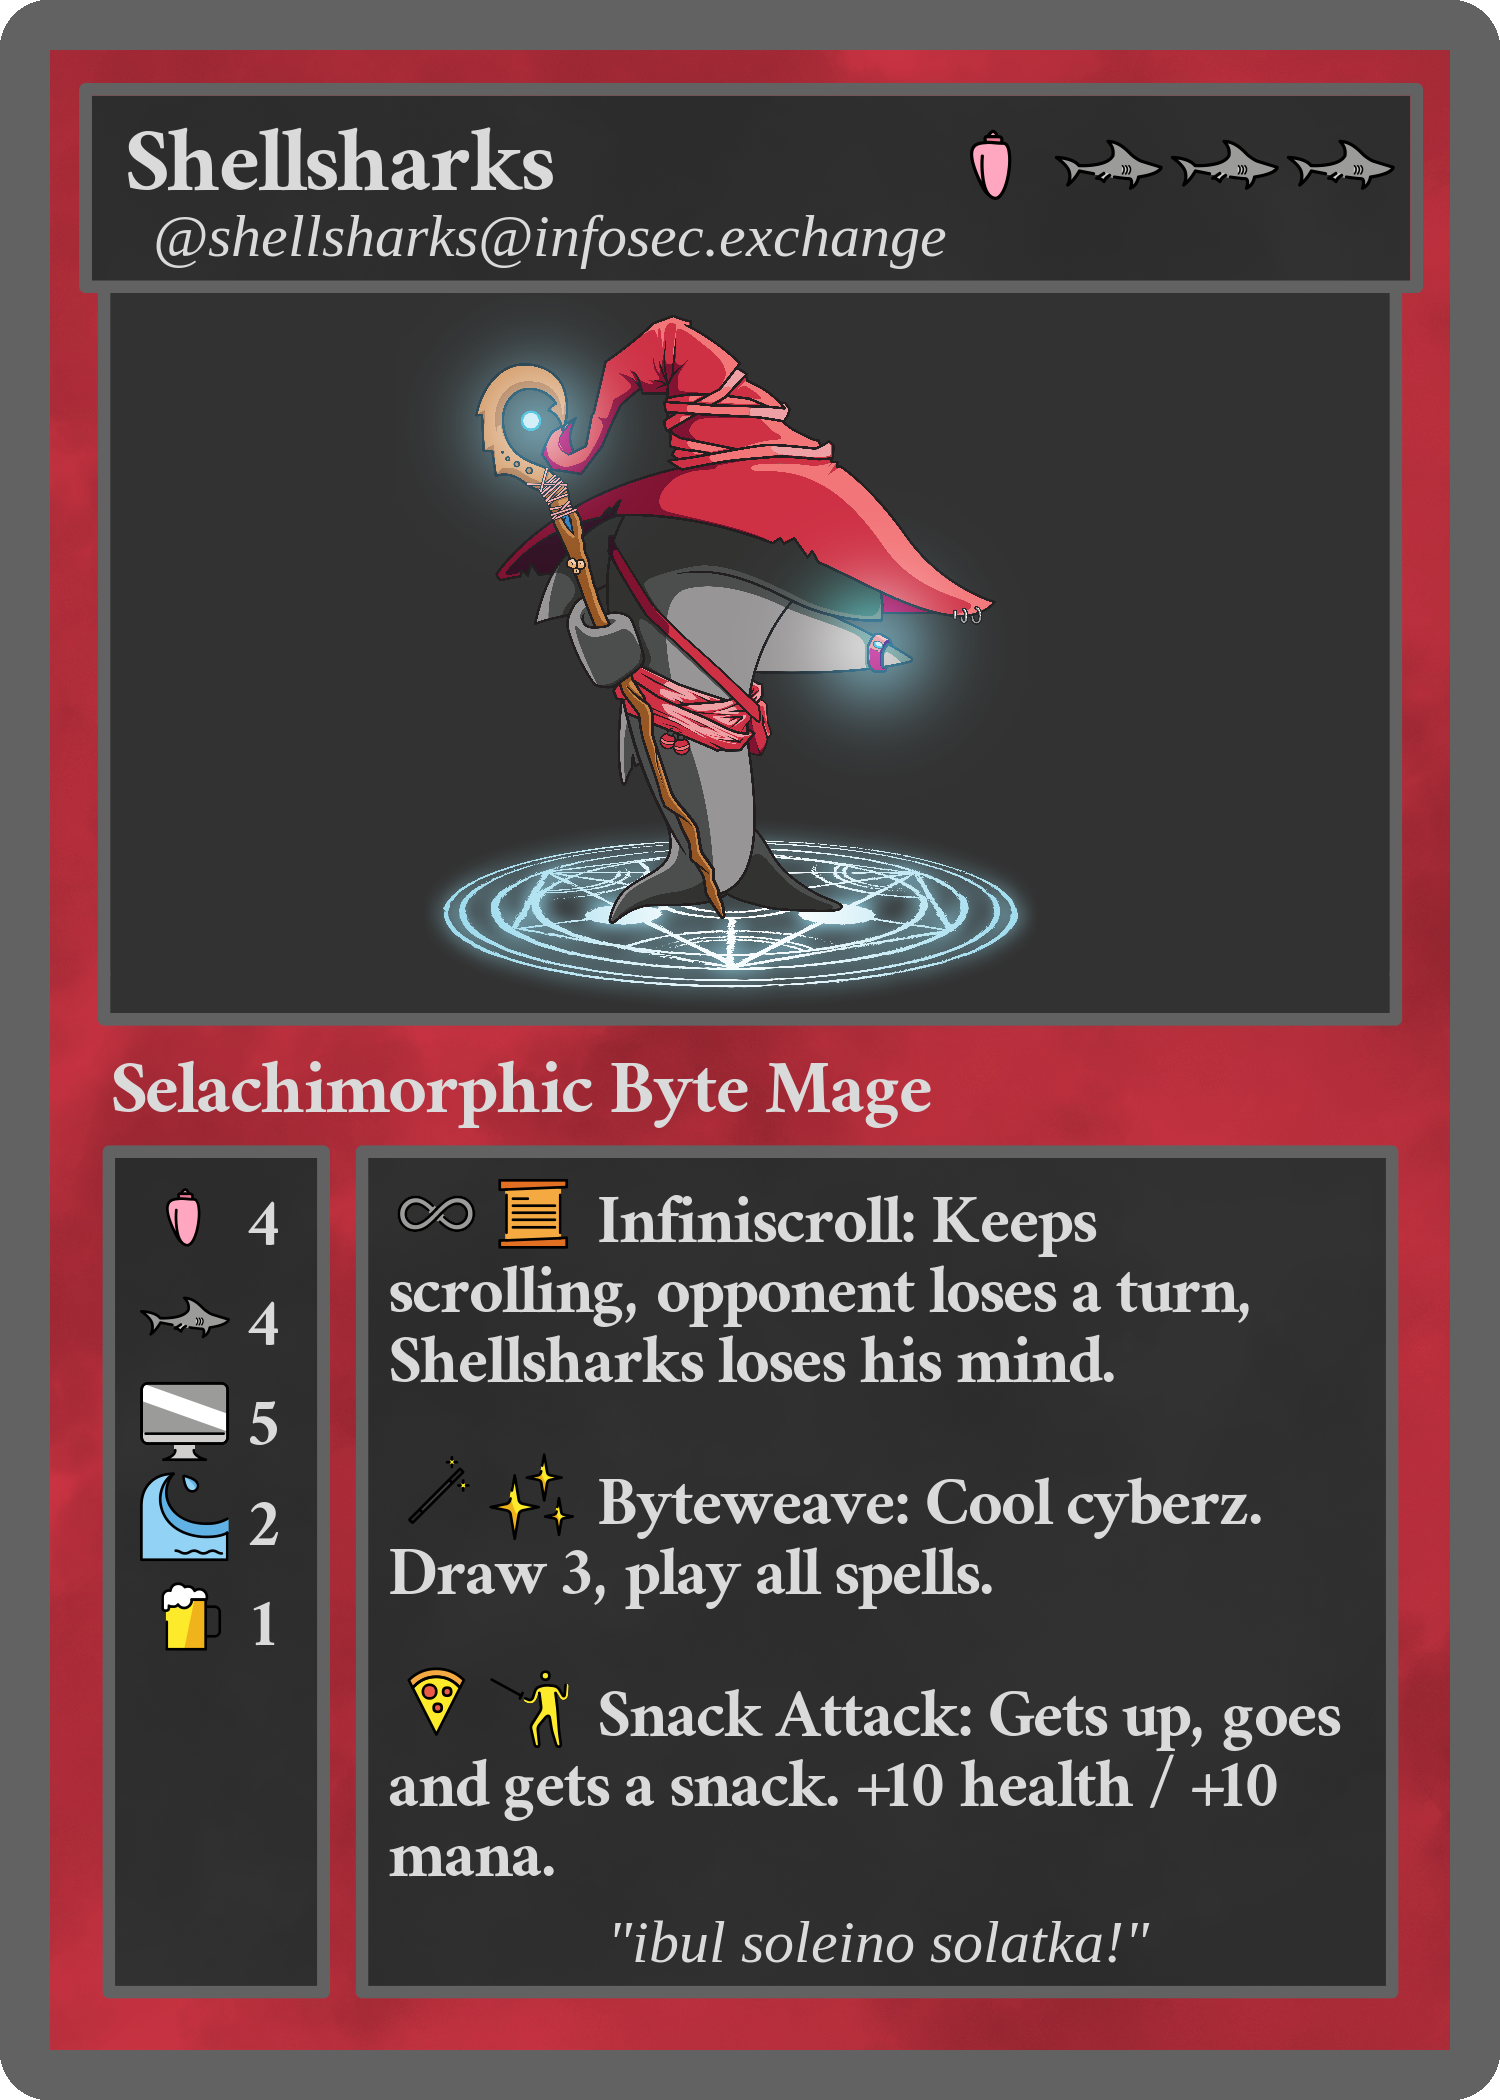 Shellsharks
@shellsharks@infosec.exchange
Selachimorphic Byte Mage
4
4
5
2
1
Infiniscroll: Keeps
scrolling, opponent loses a turn,
Shellsharks loses his mind.
Byteweave: Cool cyberz.
Draw 3, play all spells.
Snack Attack: Gets up, goes
and gets a snack. +10 health / +10
mana.
"ibul soleino solatka!"